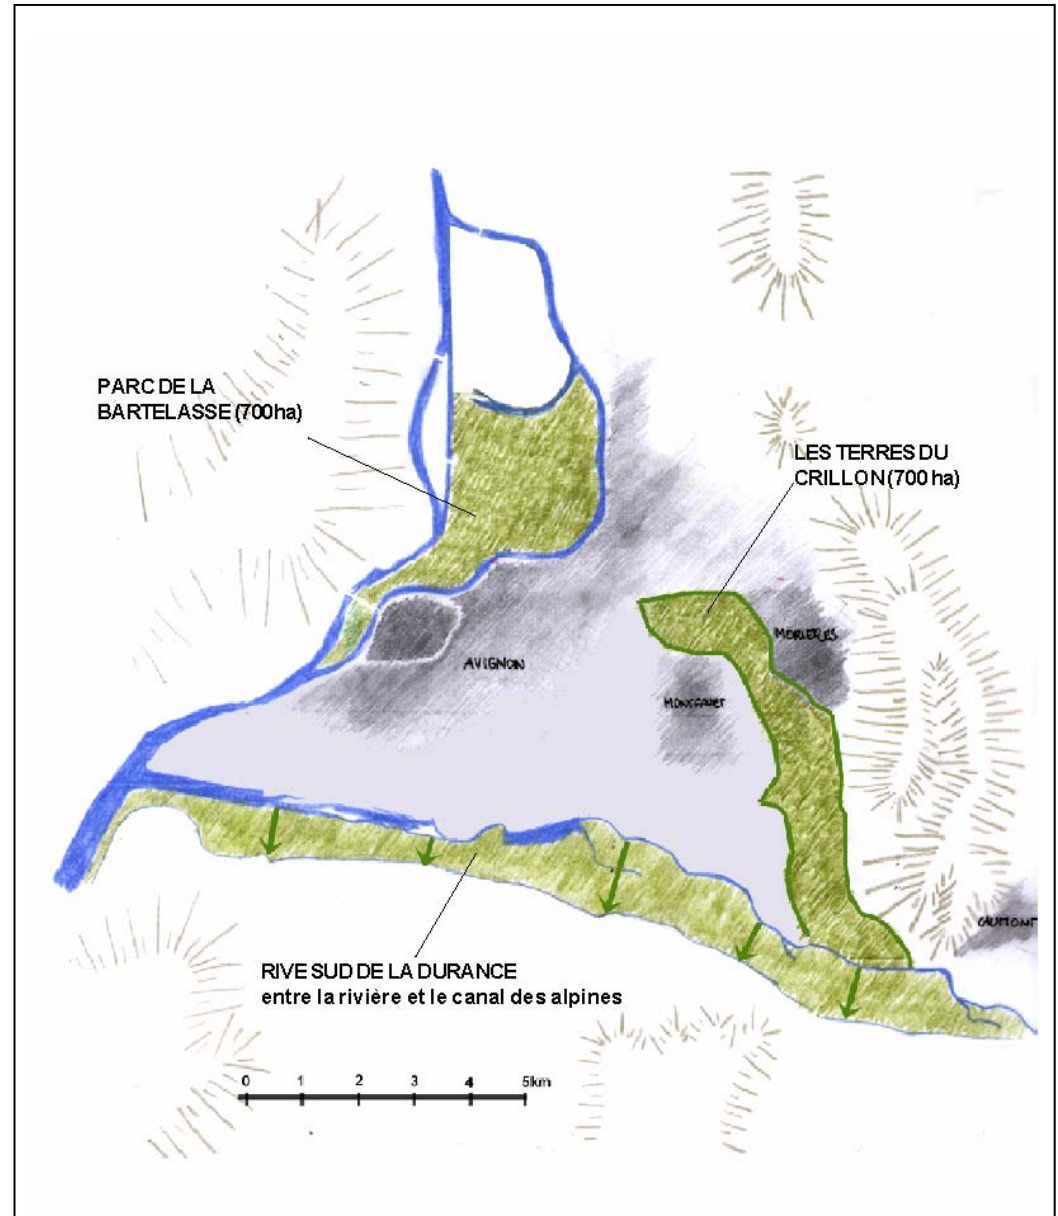 PARC DE LA
BARTELASSE (700ha)
LES TERRES DU
CRILLON (700 ha)
MORIERES
AVIGNON
MONTFAVET
CAUMONT
RIVE SUD DE LA DURANCE
entre la rivière et le canal des alpines
0 1 2 3 4 5km